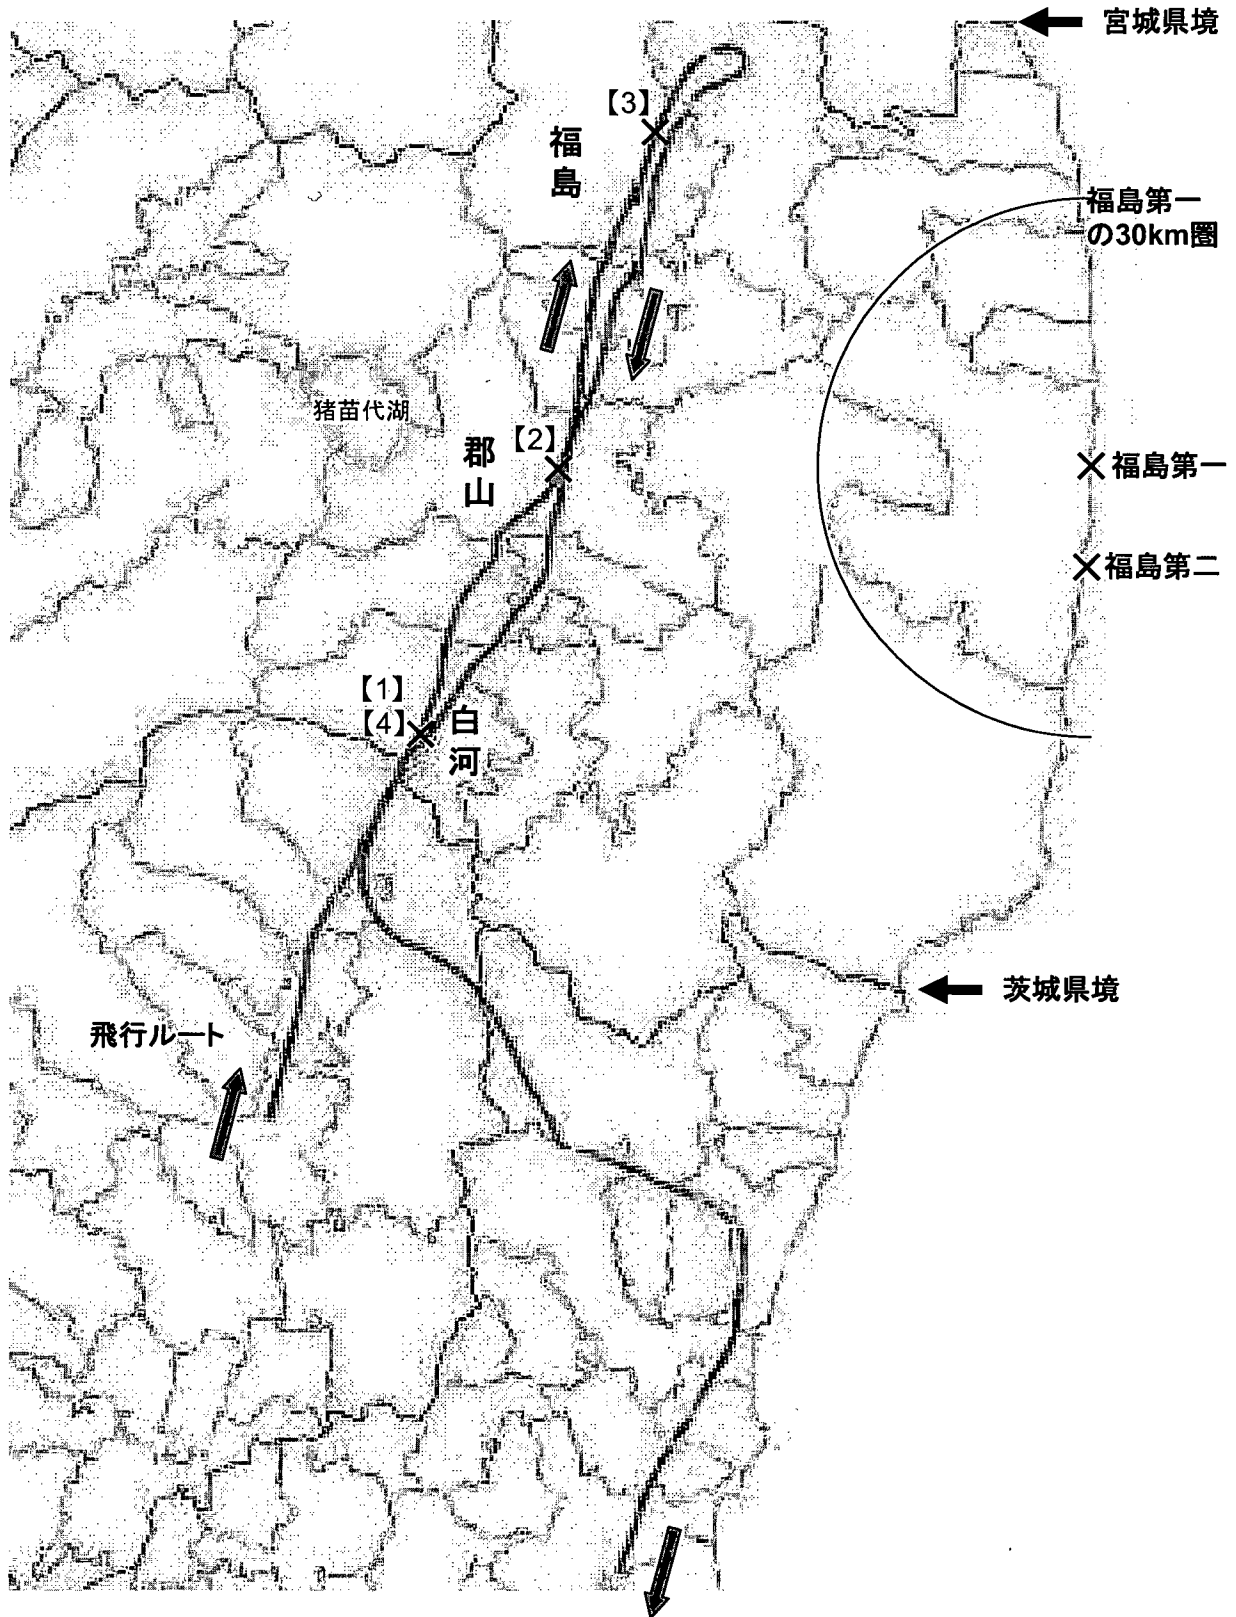 宮城県境
【3】
福島
福島第一
の30km圏
猪苗代湖
【2】
郡山
福島第一
福島第二
【1】
【4】
白河
茨城県境
飛行ルート